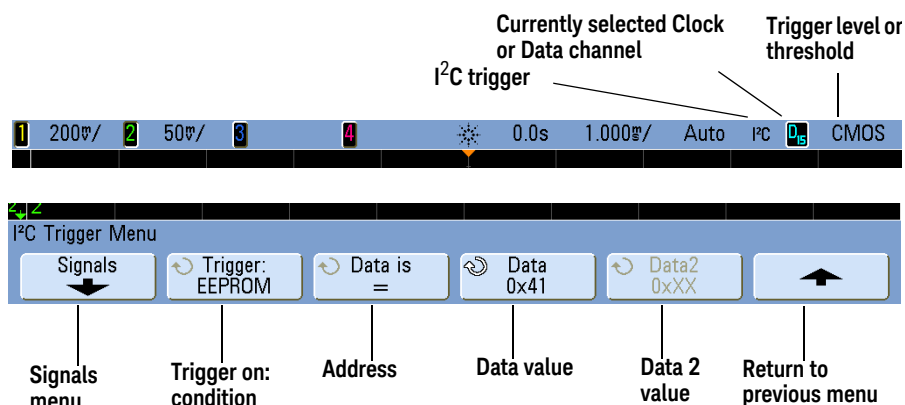 Currently selected Clock
or Data channel
Trigger level or
threshold
I²C trigger
1 200mV/ 2 50mV/ 3 4 0.0s 1.000ms/ Auto I²C D15 CMOS
2 2
I²C Trigger Menu
Signals
Trigger:
EEPROM
Data is
=
Data
0x41
Data2
0xXX
Signals
menu
Trigger on:
condition
Address
Data value
Data 2
value
Return to
previous menu